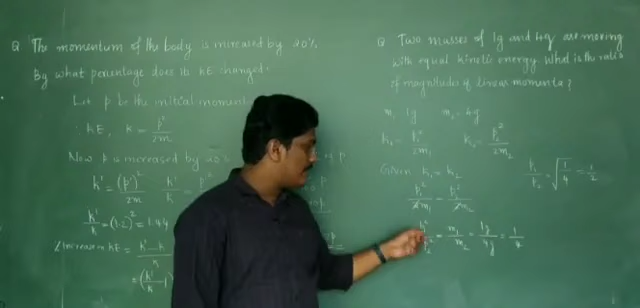 Q The momentum of the body is increased by 20%.
By what percentage does its KE changed.
Let p be the initial moment
∴ KE, K = p²/2m
Now p is increased by 20% p
K' = (p')²/2m K'/K = p'²
K'/K = (1.2)² = 1.44
% Increase in KE = K'-K/K
= (K'/K - 1)
Q Two masses of 1g and 4g are moving
with equal kinetic energy. What is the ratio
of magnitudes of linear momenta?
m₁ = 1g m₂ = 4g
K₁ = p₁²/2m₁ K₂ = p₂²/2m₂
Given K₁ = K₂ p₁/p₂ = √1/4 = 1/2
p₁²/2m₁ = p₂²/2m₂
p₁²/p₂² = m₁/m₂ = 1g/4g = 1/4